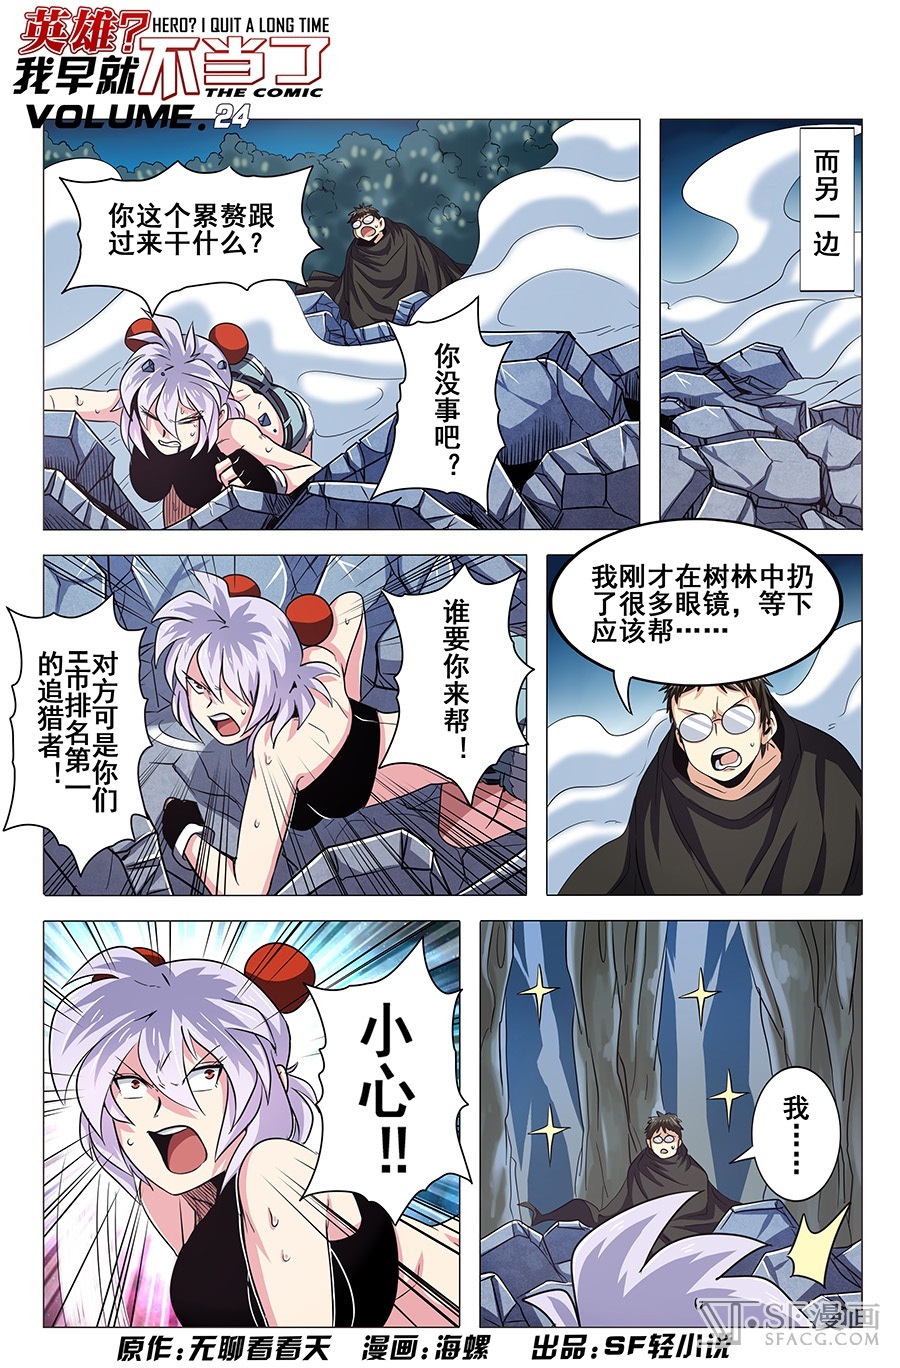 英雄?
HERO? I QUIT A LONG TIME
我早就
不当了
THE COMIC
VOLUME. 24
而另一边
你没事吧？
你这个累赘跟
过来干什么？
我刚才在树林中扔
了很多眼镜，等下
应该帮……
谁要你来帮！
对方可是你们
H市排名第一
的追猎者！
我……
小心!!
原作:无聊看看天
漫画:海螺
出品:SF轻小说
SF漫画
SFACG.COM